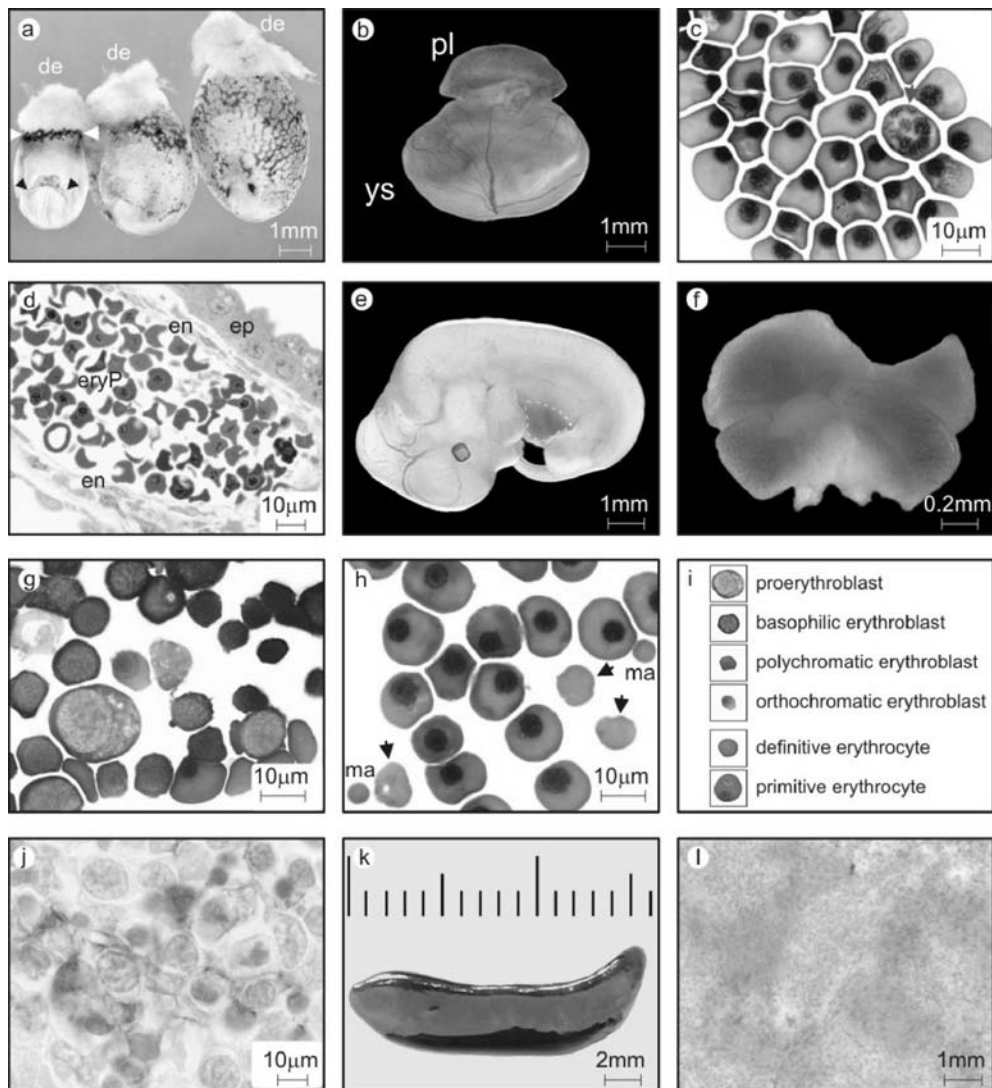 a
de
de
de
1mm
b
pl
ys
1mm
c
10μm
d
en
ep
eryP
en
10μm
e
1mm
f
0.2mm
g
10μm
h
ma
ma
10μm
i
proerythroblast
basophilic erythroblast
polychromatic erythroblast
orthochromatic erythroblast
definitive erythrocyte
primitive erythrocyte
j
10μm
k
2mm
l
1mm